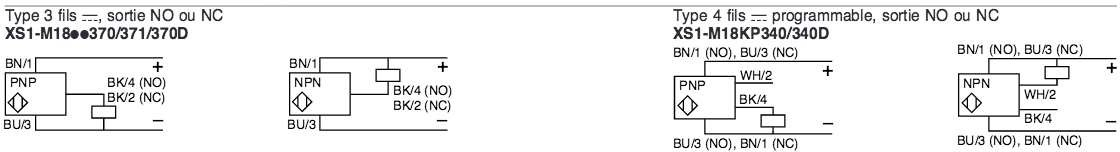 Type 3 fils ⎓, sortie NO ou NC
XS1-M18●●370/371/370D
BN/1
PNP
+
BK/4 (NO)
BK/2 (NC)
BU/3
−
BN/1
NPN
+
BK/4 (NO)
BK/2 (NC)
BU/3
−
Type 4 fils ⎓ programmable, sortie NO ou NC
XS1-M18KP340/340D
BN/1 (NO), BU/3 (NC)
PNP
+
WH/2
BK/4
−
BU/3 (NO), BN/1 (NC)
BN/1 (NO), BU/3 (NC)
NPN
+
WH/2
BK/4
−
BU/3 (NO), BN/1 (NC)